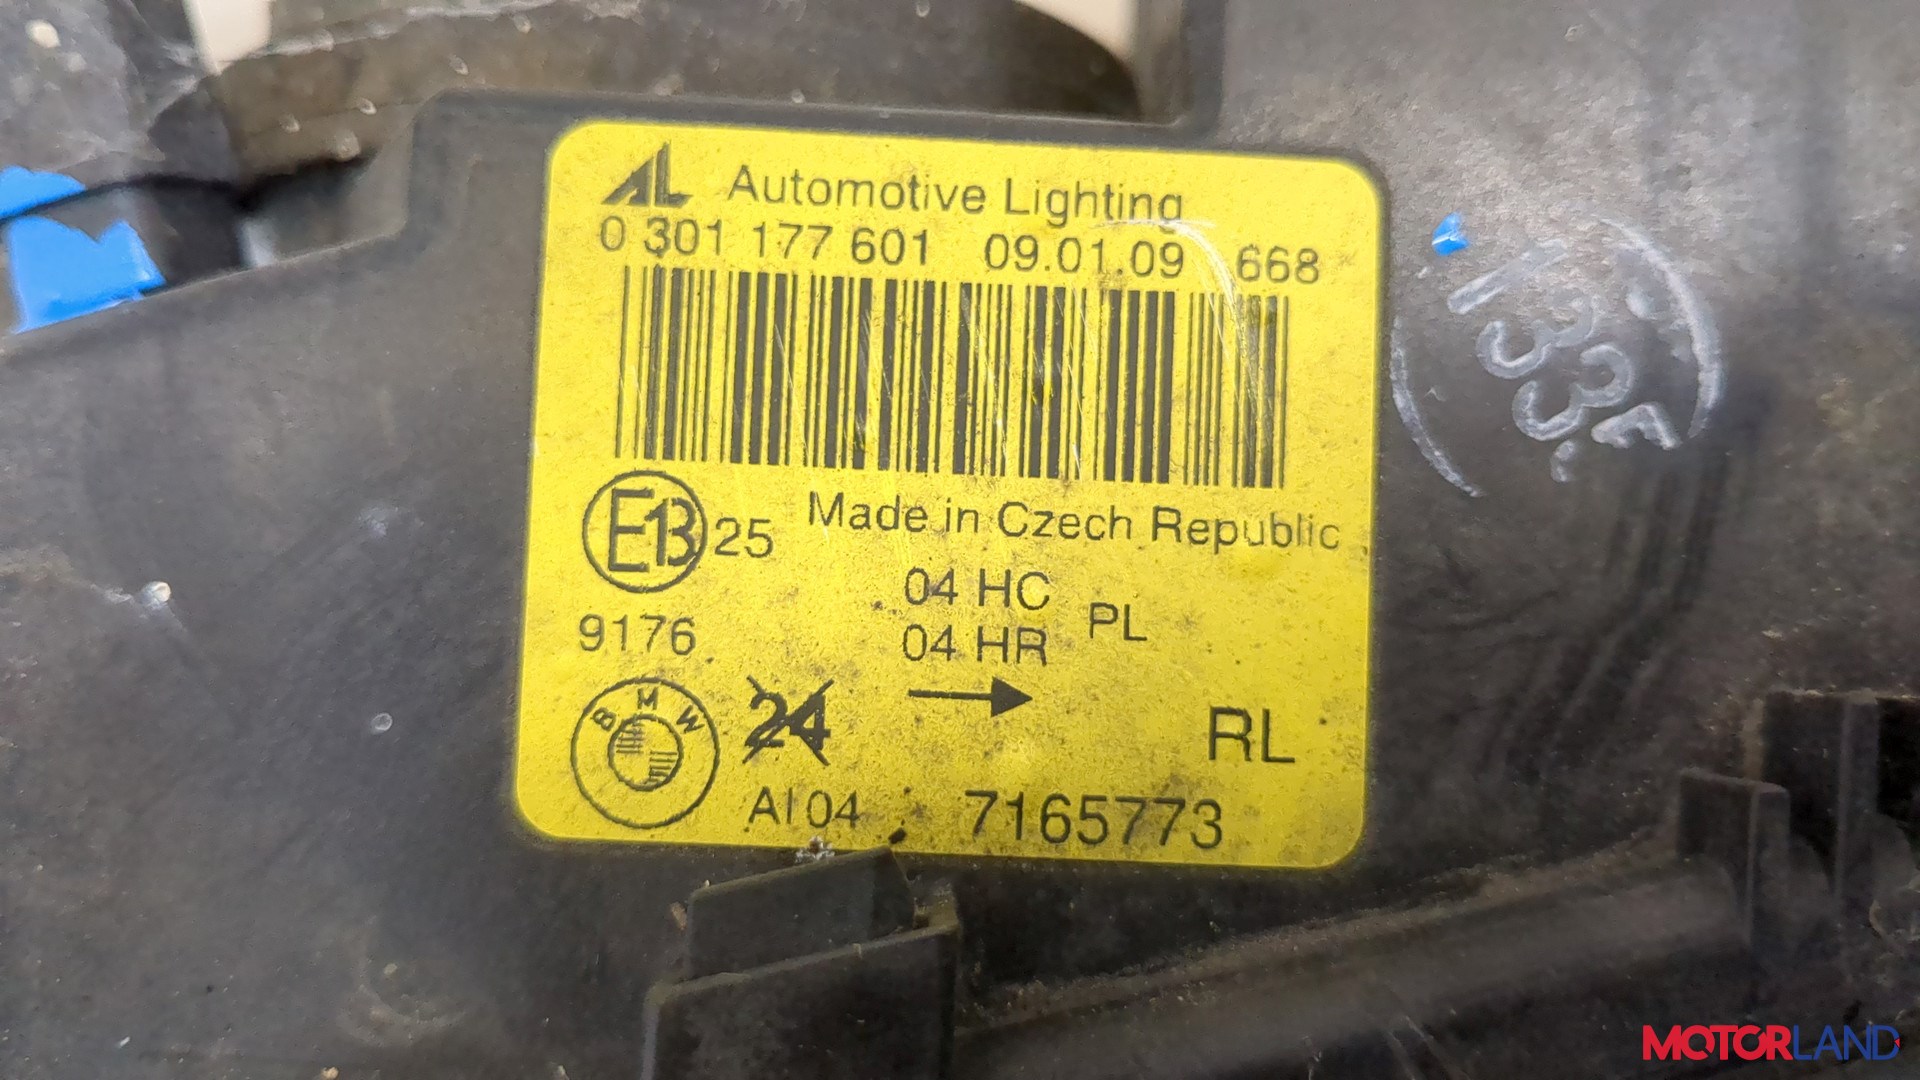 AL Automotive Lighting
0 301 177 601 09.01.09 668
Made in Czech Republic
E13 25
04 HC
PL
9176
04 HR
BMW
24
RL
AI 04
7165773
MOTORLAND